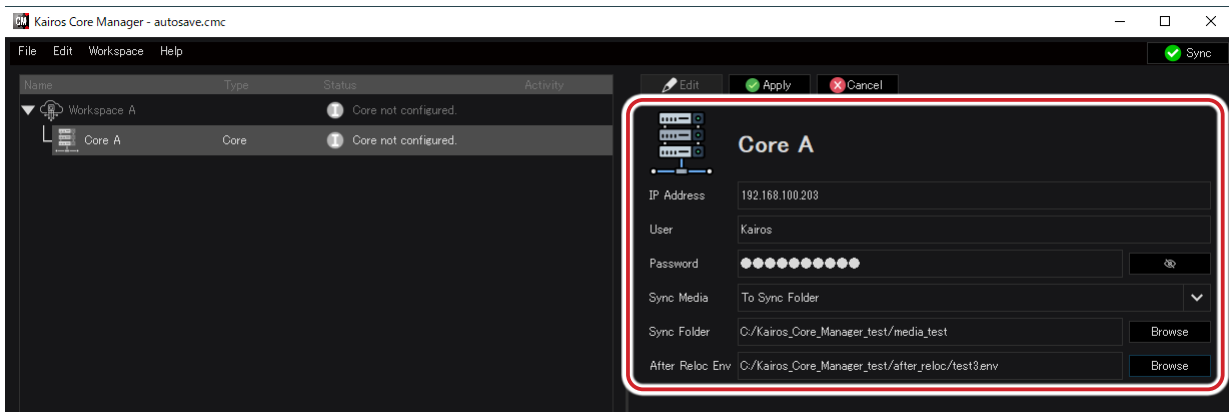 CM Kairos Core Manager - autosave.cmc
File Edit Workspace Help
Sync
Name Type Status Activity
Edit Apply Cancel
Workspace A Core not configured.
Core A Core Core not configured.
Core A
IP Address 192.168.100.203
User Kairos
Password ●●●●●●●●●●
Sync Media To Sync Folder
Sync Folder C:/Kairos_Core_Manager_test/media_test Browse
After Reloc Env C:/Kairos_Core_Manager_test/after_reloc/test3.env Browse